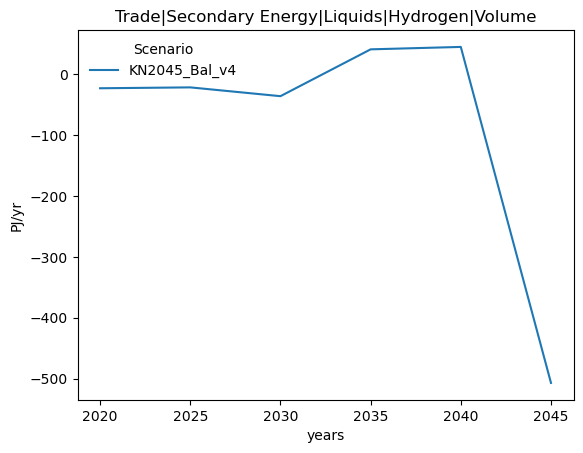 Trade|Secondary Energy|Liquids|Hydrogen|Volume
Scenario
KN2045_Bal_v4
0
−100
−200
−300
−400
−500
PJ/yr
2020 2025 2030 2035 2040 2045
years